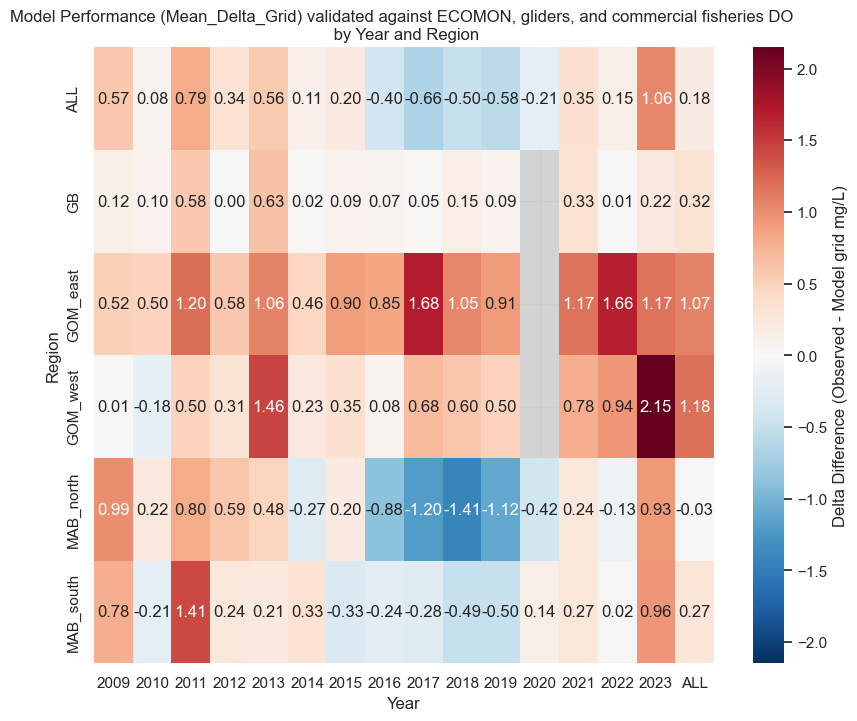 Model Performance (Mean_Delta_Grid) validated against ECOMON, gliders, and commercial fisheries DO
by Year and Region
ALL 0.57 0.08 0.79 0.34 0.56 0.11 0.20 -0.40 -0.66 -0.50 -0.58 -0.21 0.35 0.15 1.06 0.18
GB 0.12 0.10 0.58 0.00 0.63 0.02 0.09 0.07 0.05 0.15 0.09 0.33 0.01 0.22 0.32
GOM_east 0.52 0.50 1.20 0.58 1.06 0.46 0.90 0.85 1.68 1.05 0.91 1.17 1.66 1.17 1.07
GOM_west 0.01 -0.18 0.50 0.31 1.46 0.23 0.35 0.08 0.68 0.60 0.50 0.78 0.94 2.15 1.18
MAB_north 0.99 0.22 0.80 0.59 0.48 -0.27 0.20 -0.88 -1.20 -1.41 -1.12 -0.42 0.24 -0.13 0.93 -0.03
MAB_south 0.78 -0.21 1.41 0.24 0.21 0.33 -0.33 -0.24 -0.28 -0.49 -0.50 0.14 0.27 0.02 0.96 0.27
2009 2010 2011 2012 2013 2014 2015 2016 2017 2018 2019 2020 2021 2022 2023 ALL
Year
Region
2.0
1.5
1.0
0.5
0.0
−0.5
−1.0
−1.5
−2.0
Delta Difference (Observed - Model grid mg/L)